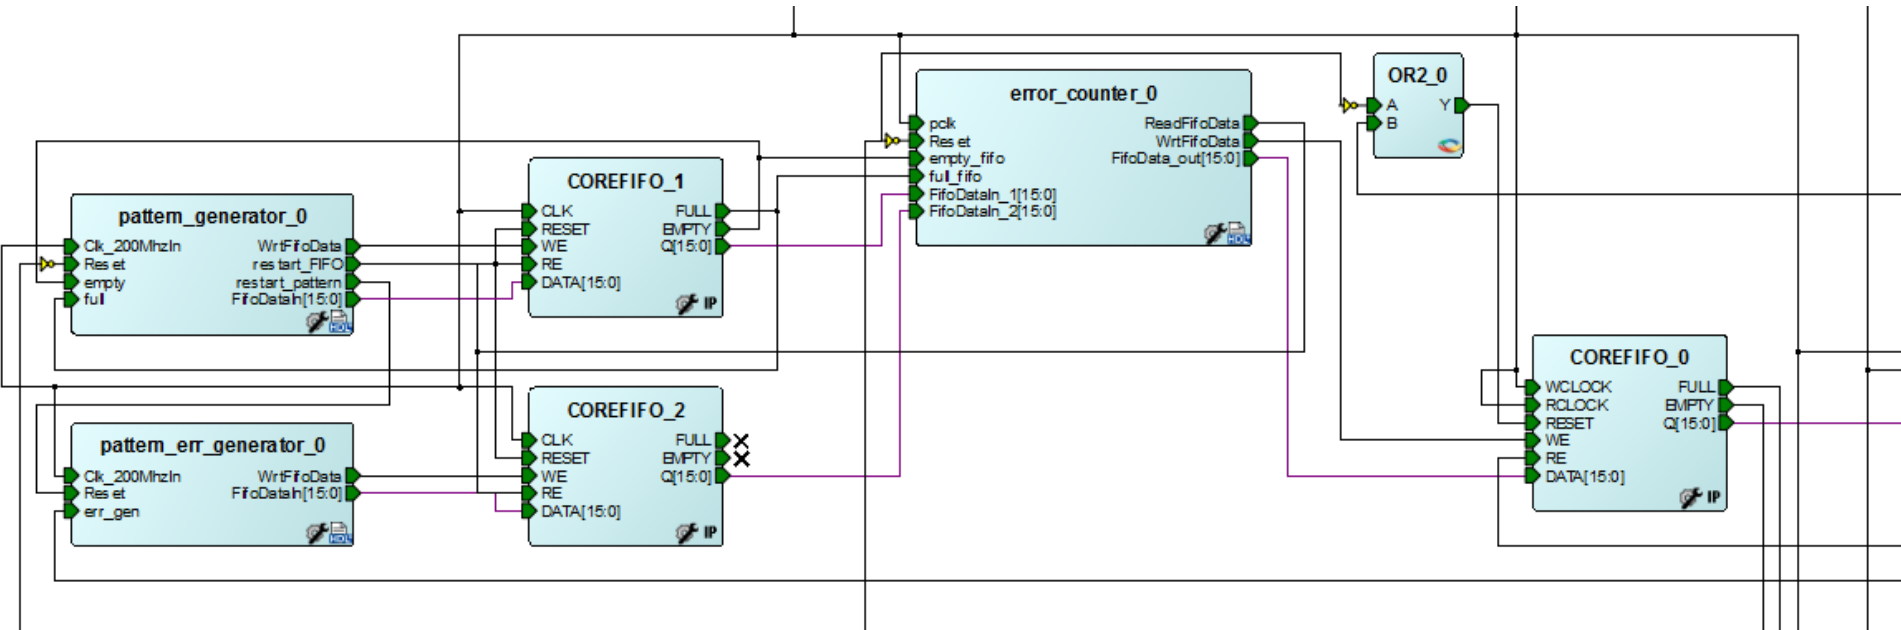 pattern_generator_0
Clk_200MhzIn WrtFifoData
Reset restart_FIFO
empty restart_pattern
full FifoDataIn[15:0]
HDL
pattern_err_generator_0
Clk_200MhzIn WrtFifoData
Reset FifoDataIn[15:0]
err_gen
HDL
COREFIFO_1
CLK FULL
RESET EMPTY
WE Q[15:0]
RE
DATA[15:0]
IP
COREFIFO_2
CLK FULL
RESET EMPTY
WE Q[15:0]
RE
DATA[15:0]
IP
error_counter_0
pclk ReadFifoData
Reset WrtFifoData
empty_fifo FifoData_out[15:0]
full_fifo
FifoDataIn_1[15:0]
FifoDataIn_2[15:0]
HDL
OR2_0
A Y
B
COREFIFO_0
WCLOCK FULL
RCLOCK EMPTY
RESET Q[15:0]
WE
RE
DATA[15:0]
IP